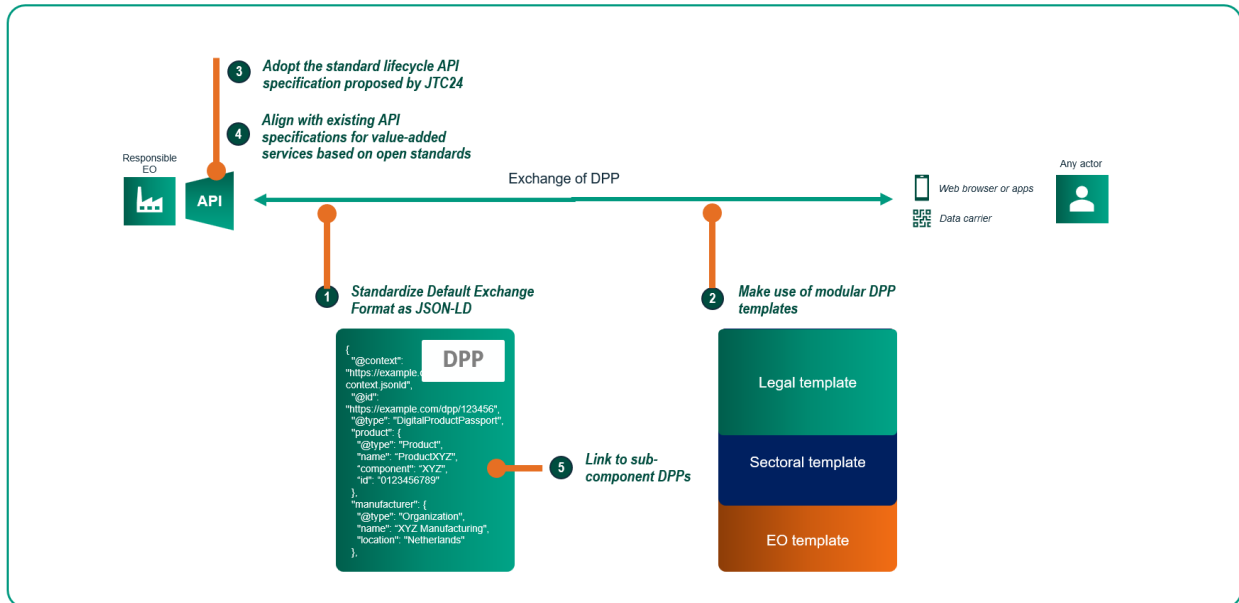 3
Adopt the standard lifecycle API
specification proposed by JTC24
4
Align with existing API
specifications for value-added
services based on open standards
Responsible
EO
API
Exchange of DPP
Any actor
Web browser or apps
Data carrier
1
Standardize Default Exchange
Format as JSON-LD
2
Make use of modular DPP
templates
DPP
{
"@context":
"https://example.
context.jsonld",
"@id":
"https://example.com/dpp/123456",
"@type": "DigitalProductPassport",
"product": {
"@type": "Product",
"name": "ProductXYZ",
"component": "XYZ",
"id": "0123456789"
},
"manufacturer": {
"@type": "Organization",
"name": "XYZ Manufacturing",
"location": "Netherlands"
},
5
Link to sub-
component DPPs
Legal template
Sectoral template
EO template